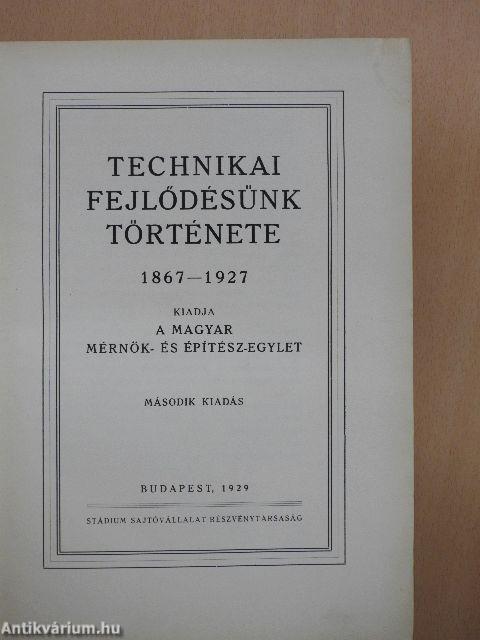 TECHNIKAI
FEJLŐDÉSÜNK
TÖRTÉNETE
1867—1927
KIADJA
A MAGYAR
MÉRNÖK- ÉS ÉPÍTÉSZ-EGYLET
MÁSODIK KIADÁS
BUDAPEST, 1929
STÁDIUM SAJTÓVÁLLALAT RÉSZVÉNYTÁRSASÁG
Antikvárium.hu